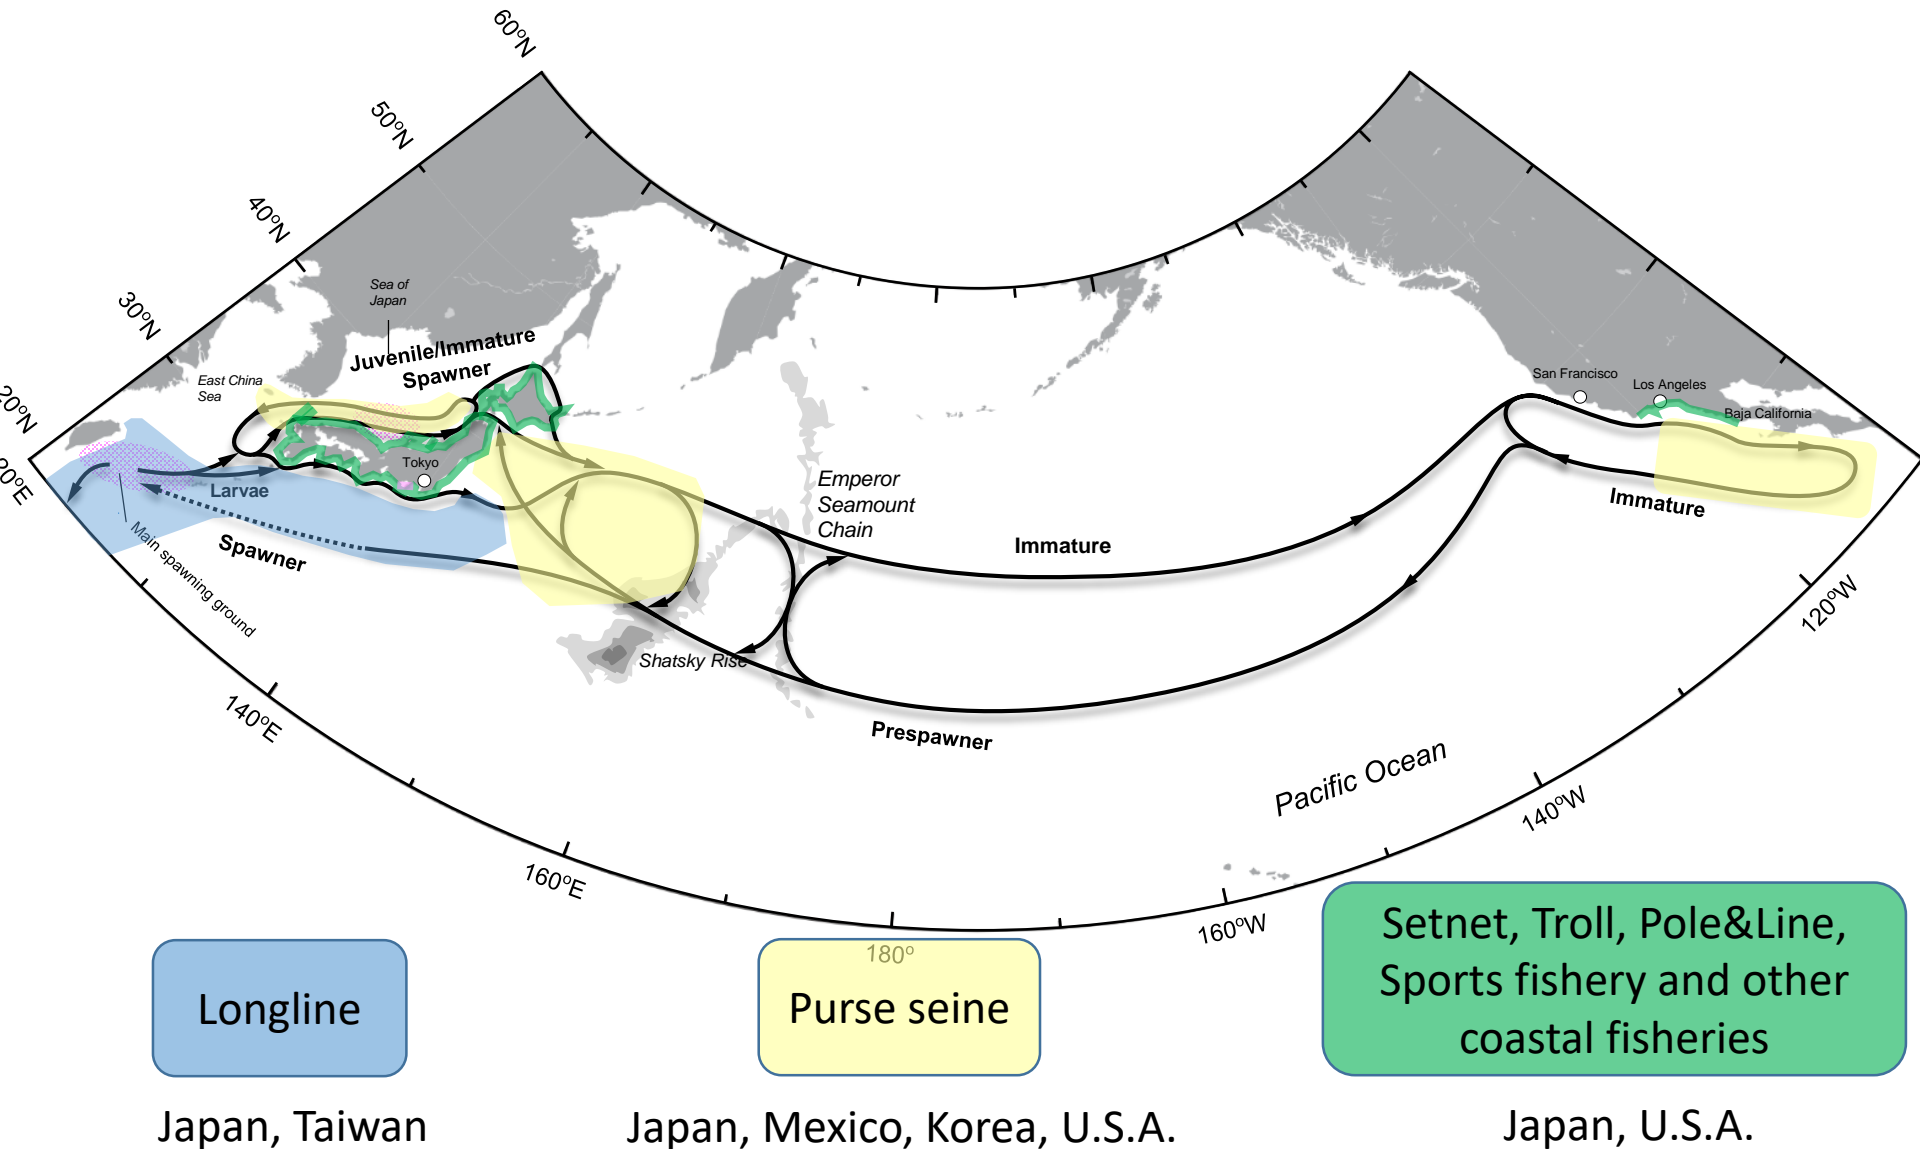 60°N
50°N
40°N
30°N
20°N
Sea of
Japan
Juvenile/Immature
Spawner
East China
Sea
Tokyo
Larvae
Spawner
Main spawning ground
Emperor
Seamount
Chain
Shatsky Rise
Immature
Prespawner
San Francisco
Los Angeles
Baja California
Immature
Pacific Ocean
140°E
160°E
180°
160°W
140°W
120°W
Longline
Japan, Taiwan
Purse seine
Japan, Mexico, Korea, U.S.A.
Setnet, Troll, Pole&Line,
Sports fishery and other
coastal fisheries
Japan, U.S.A.